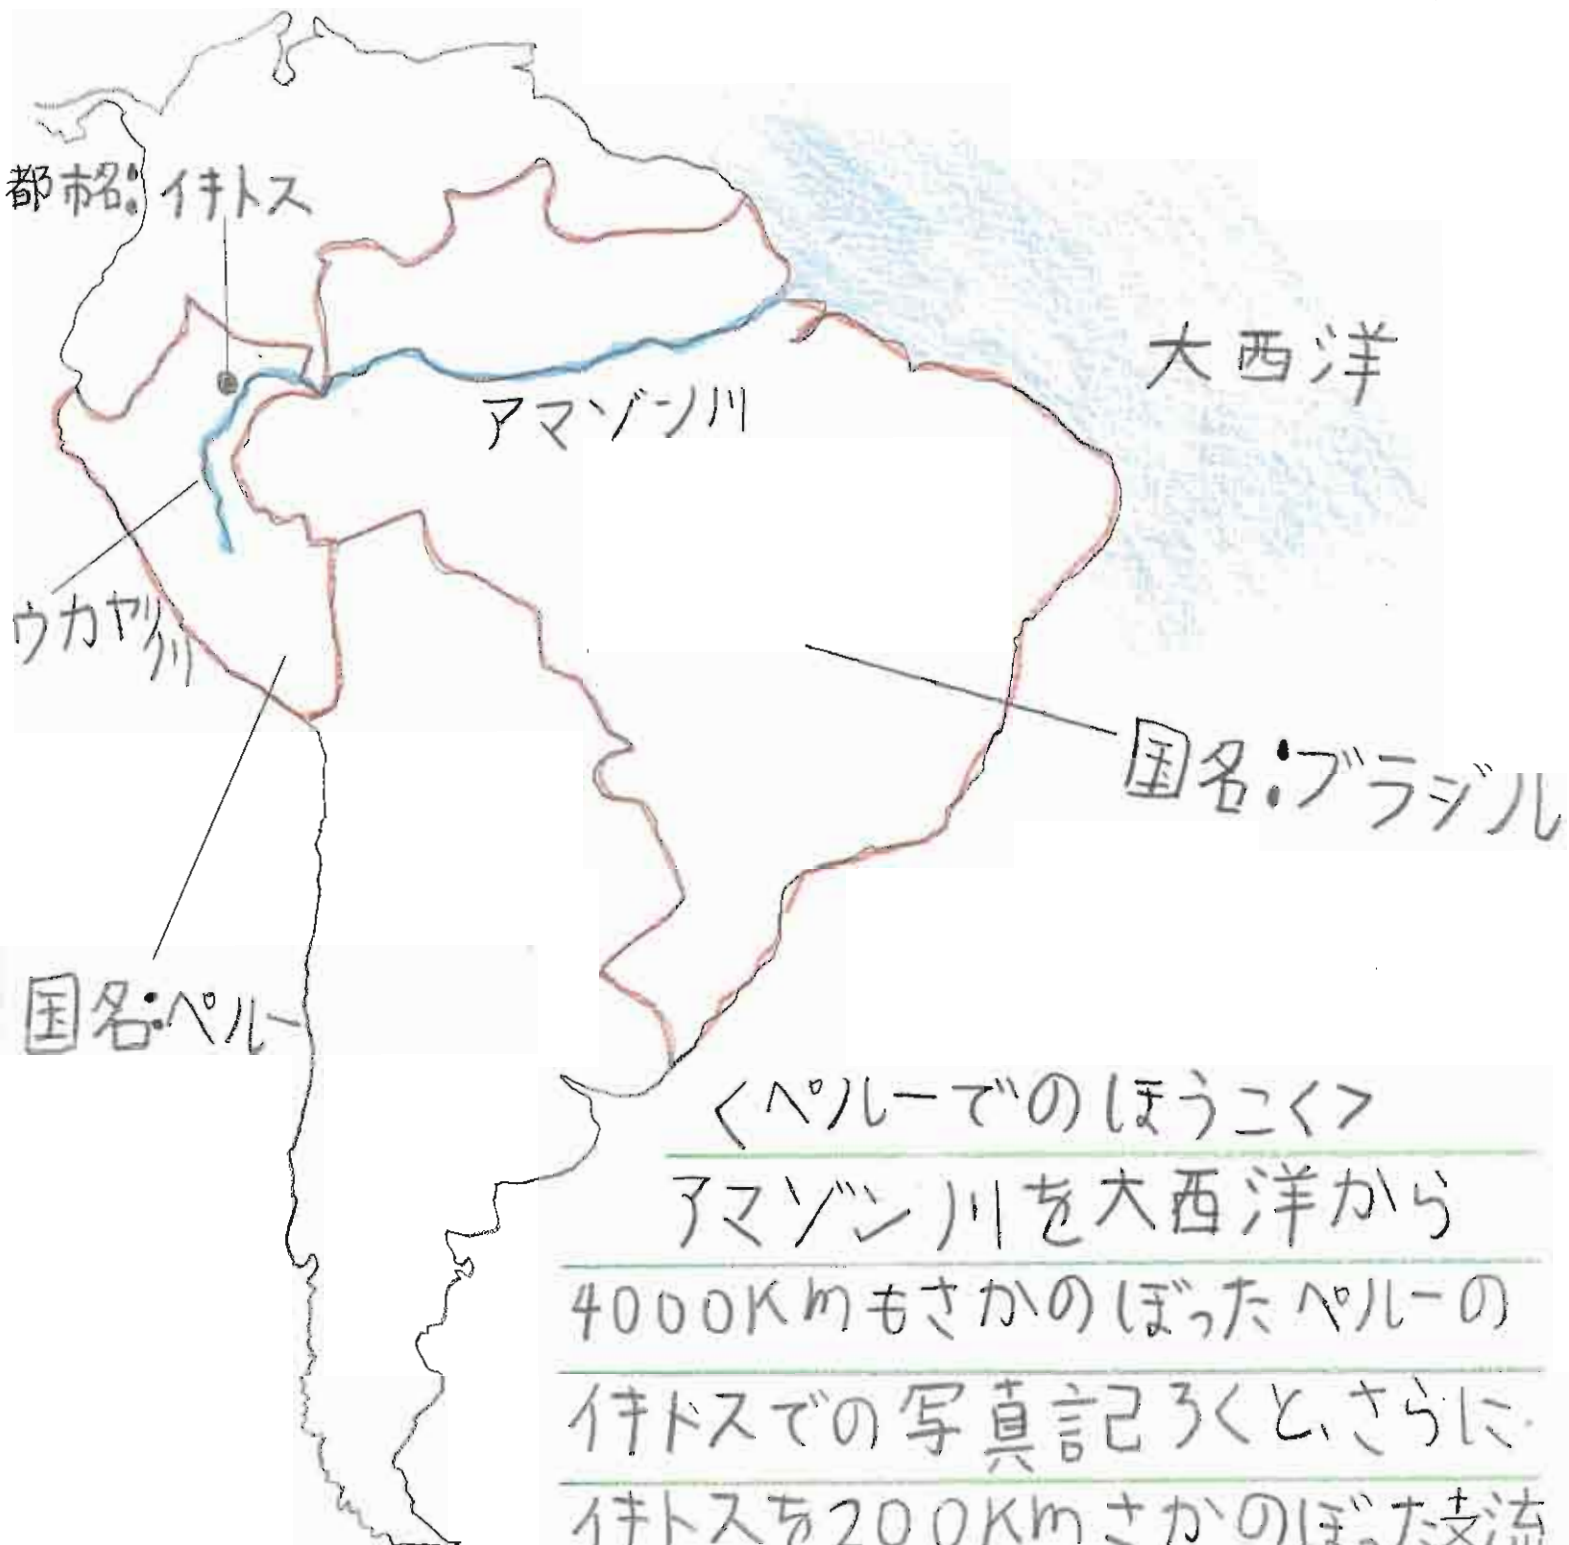 都市名:イキトス
大西洋
アマゾン川
ウカヤリ川
国名:ブラジル
国名:ペルー
<ペルーでのほうこく>
アマゾン川を大西洋から
4000Kmもさかのぼったペルーの
イキドスでの写真記ろくと、さらに
イキトスを200Kmさかのぼった支流